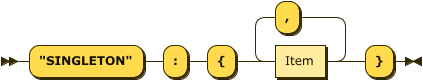 "SINGLETON" : { , Item }